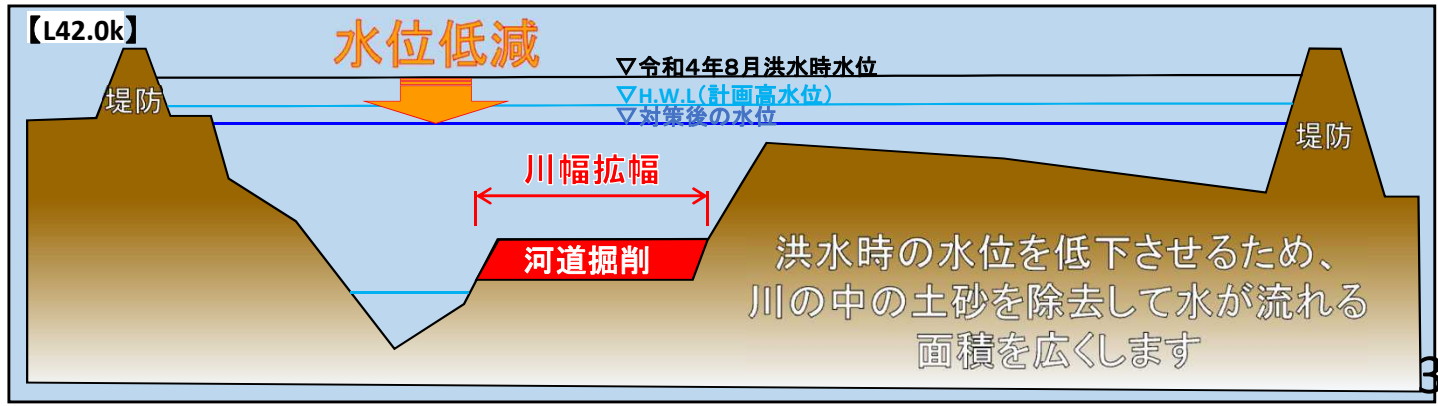 【L42.0k】
水位低減
▽令和4年8月洪水時水位
▽H.W.L(計画高水位)
▽対策後の水位
堤防
堤防
川幅拡幅
河道掘削
洪水時の水位を低下させるため、
川の中の土砂を除去して水が流れる
面積を広くします
3